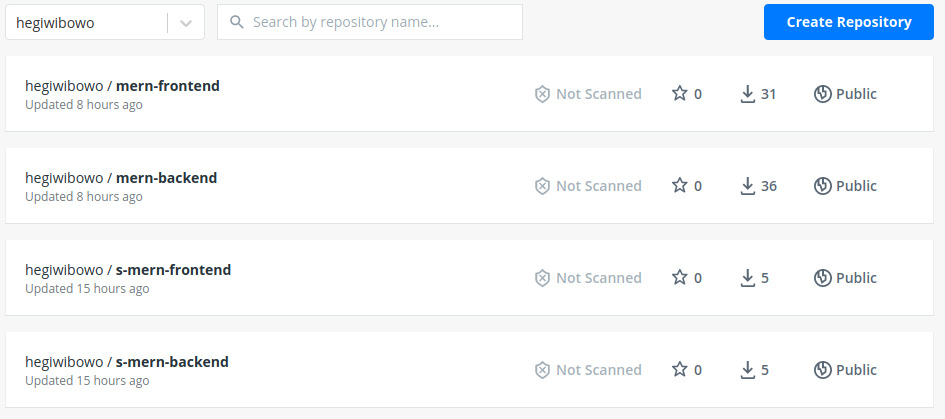 hegiwibowo
Search by repository name...
Create Repository
hegiwibowo / mern-frontend
Updated 8 hours ago
Not Scanned
0
31
Public
hegiwibowo / mern-backend
Updated 8 hours ago
Not Scanned
0
36
Public
hegiwibowo / s-mern-frontend
Updated 15 hours ago
Not Scanned
0
5
Public
hegiwibowo / s-mern-backend
Updated 15 hours ago
Not Scanned
0
5
Public